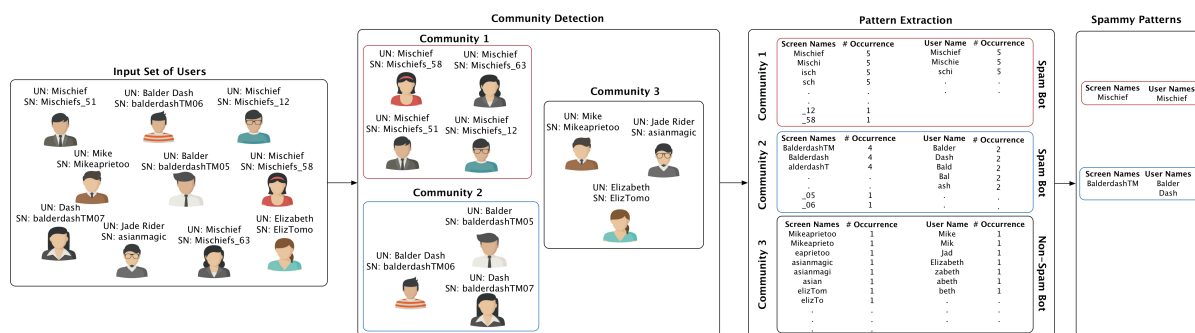 Input Set of Users
UN: Mischief
SN: Mischiefs_51
UN: Balder Dash
SN: balderdashTM06
UN: Mischief
SN: Mischiefs_12
UN: Mike
SN: Mikeaprietoo
UN: Balder
SN: balderdashTM05
UN: Mischief
SN: Mischiefs_58
UN: Dash
SN: balderdashTM07
UN: Jade Rider
SN: asianmagic
UN: Mischief
SN: Mischiefs_63
UN: Elizabeth
SN: ElizTomo
Community Detection
Community 1
UN: Mischief
SN: Mischiefs_58
UN: Mischief
SN: Mischiefs_63
UN: Mischief
SN: Mischiefs_51
UN: Mischief
SN: Mischiefs_12
Community 2
UN: Balder
SN: balderdashTM05
UN: Balder Dash
SN: balderdashTM06
UN: Dash
SN: balderdashTM07
Community 3
UN: Mike
SN: Mikeaprietoo
UN: Jade Rider
SN: asianmagic
UN: Elizabeth
SN: ElizTomo
Pattern Extraction
Community 1
Screen Names # Occurrence User Name # Occurrence
Mischief 5 Mischief 5
Mischi 5 Mischie 5
isch 5 schi 5
sch 5 . .
. . . .
_12 1
_58 1
Spam Bot
Community 2
Screen Names # Occurrence User Name # Occurrence
BalderdashTM 4 Balder 2
Balderdash 4 Dash 2
alderdashT 4 Bald 2
. . Bal 2
. . ash 2
_05 1 . .
_06 1 . .
Spam Bot
Community 3
Screen Names # Occurrence User Name # Occurrence
Mikeaprietoo 1 Mike 1
Mikeaprieto 1 Mik 1
eaprietoo 1 Jad 1
asianmagic 1 Elizabeth 1
asianmagi 1 zabeth 1
asian 1 abeth 1
elizTom 1 beth 1
elizTo 1 . .
. . . .
. . . .
Non-Spam Bot
Spammy Patterns
Screen Names User Names
Mischief Mischief
Screen Names User Names
BalderdashTM Balder
Dash